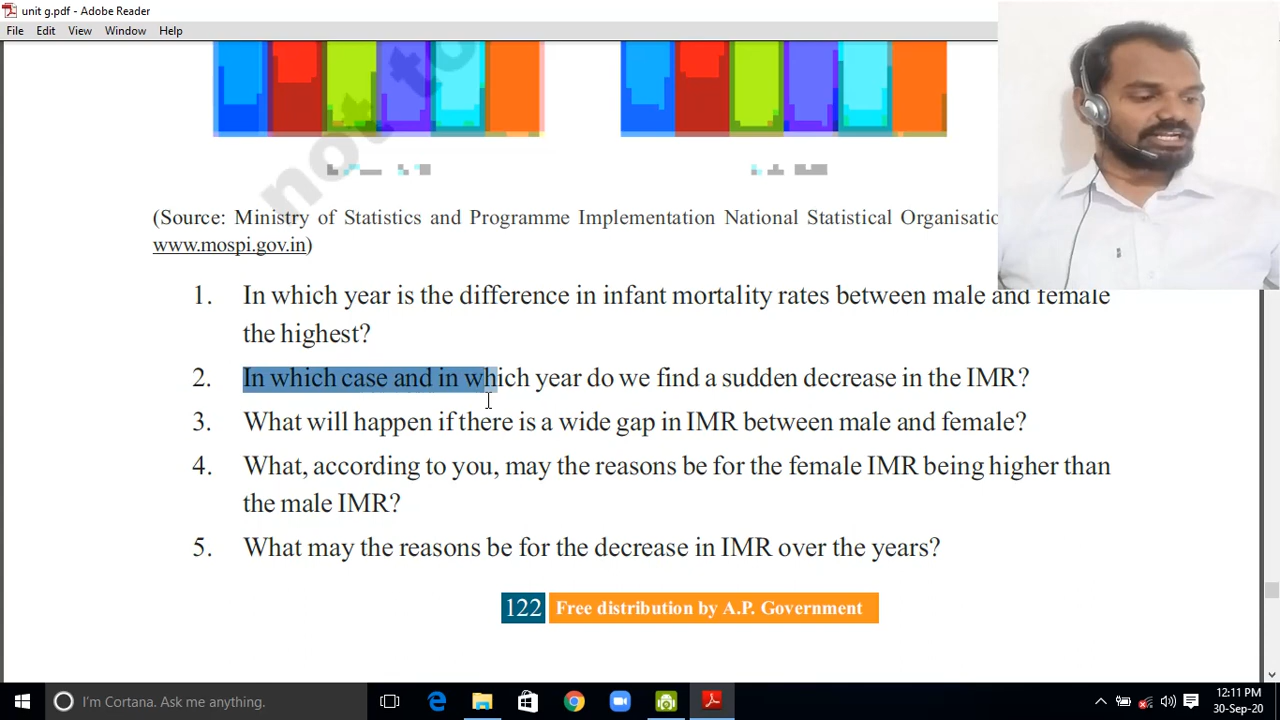 unit g.pdf - Adobe Reader
File Edit View Window Help
not to
(Source: Ministry of Statistics and Programme Implementation National Statistical
www.mospi.gov.in)
1. In which year is the difference in infant mortality rates between male and female
the highest?
2. In which case and in which year do we find a sudden decrease in the IMR?
3. What will happen if there is a wide gap in IMR between male and female?
4. What, according to you, may the reasons be for the female IMR being higher than
the male IMR?
5. What may the reasons be for the decrease in IMR over the years?
122 Free distribution by A.P. Government
I'm Cortana. Ask me anything.
12:11 PM
30-Sep-20